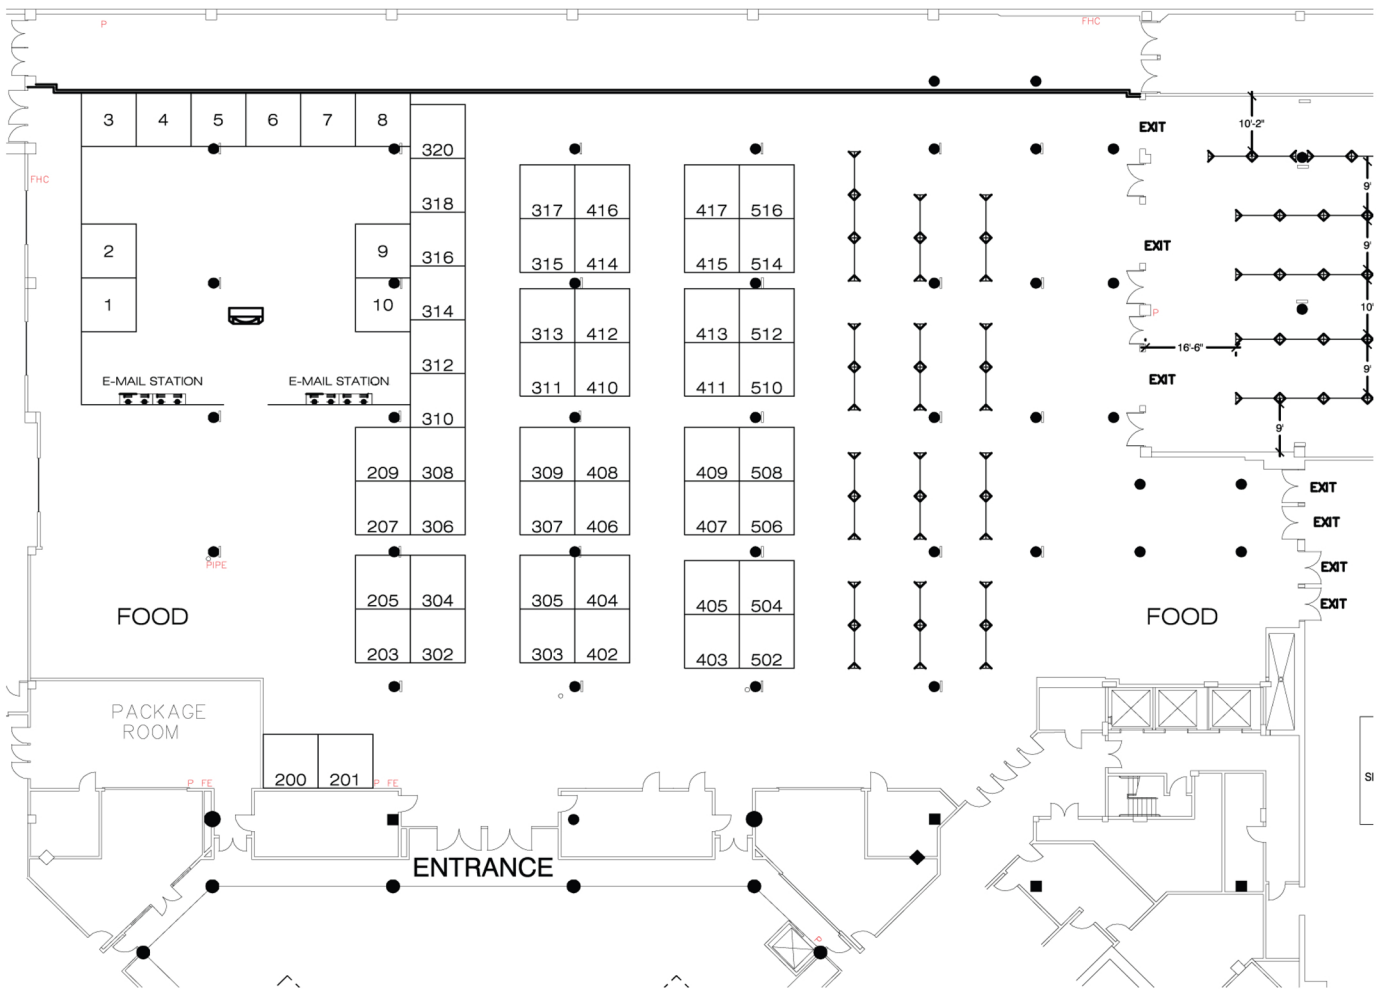 P
FHC
3 4 5 6 7 8
EXIT
10'-2"
320
FHC
9'
318
317 416
417 516
2
9
316
315 414
415 514
EXIT
9'
1
10
314
10'
P
313 412
413 512
16'-6"
312
9'
E-MAIL STATION
E-MAIL STATION
311 410
411 510
EXIT
310
9'
209 308
309 408
409 508
EXIT
207 306
307 406
407 506
EXIT
PIPE
EXIT
205 304
305 404
405 504
EXIT
FOOD
FOOD
203 302
303 402
403 502
PACKAGE
ROOM
200 201
P FE
P FE
ENTRANCE
P